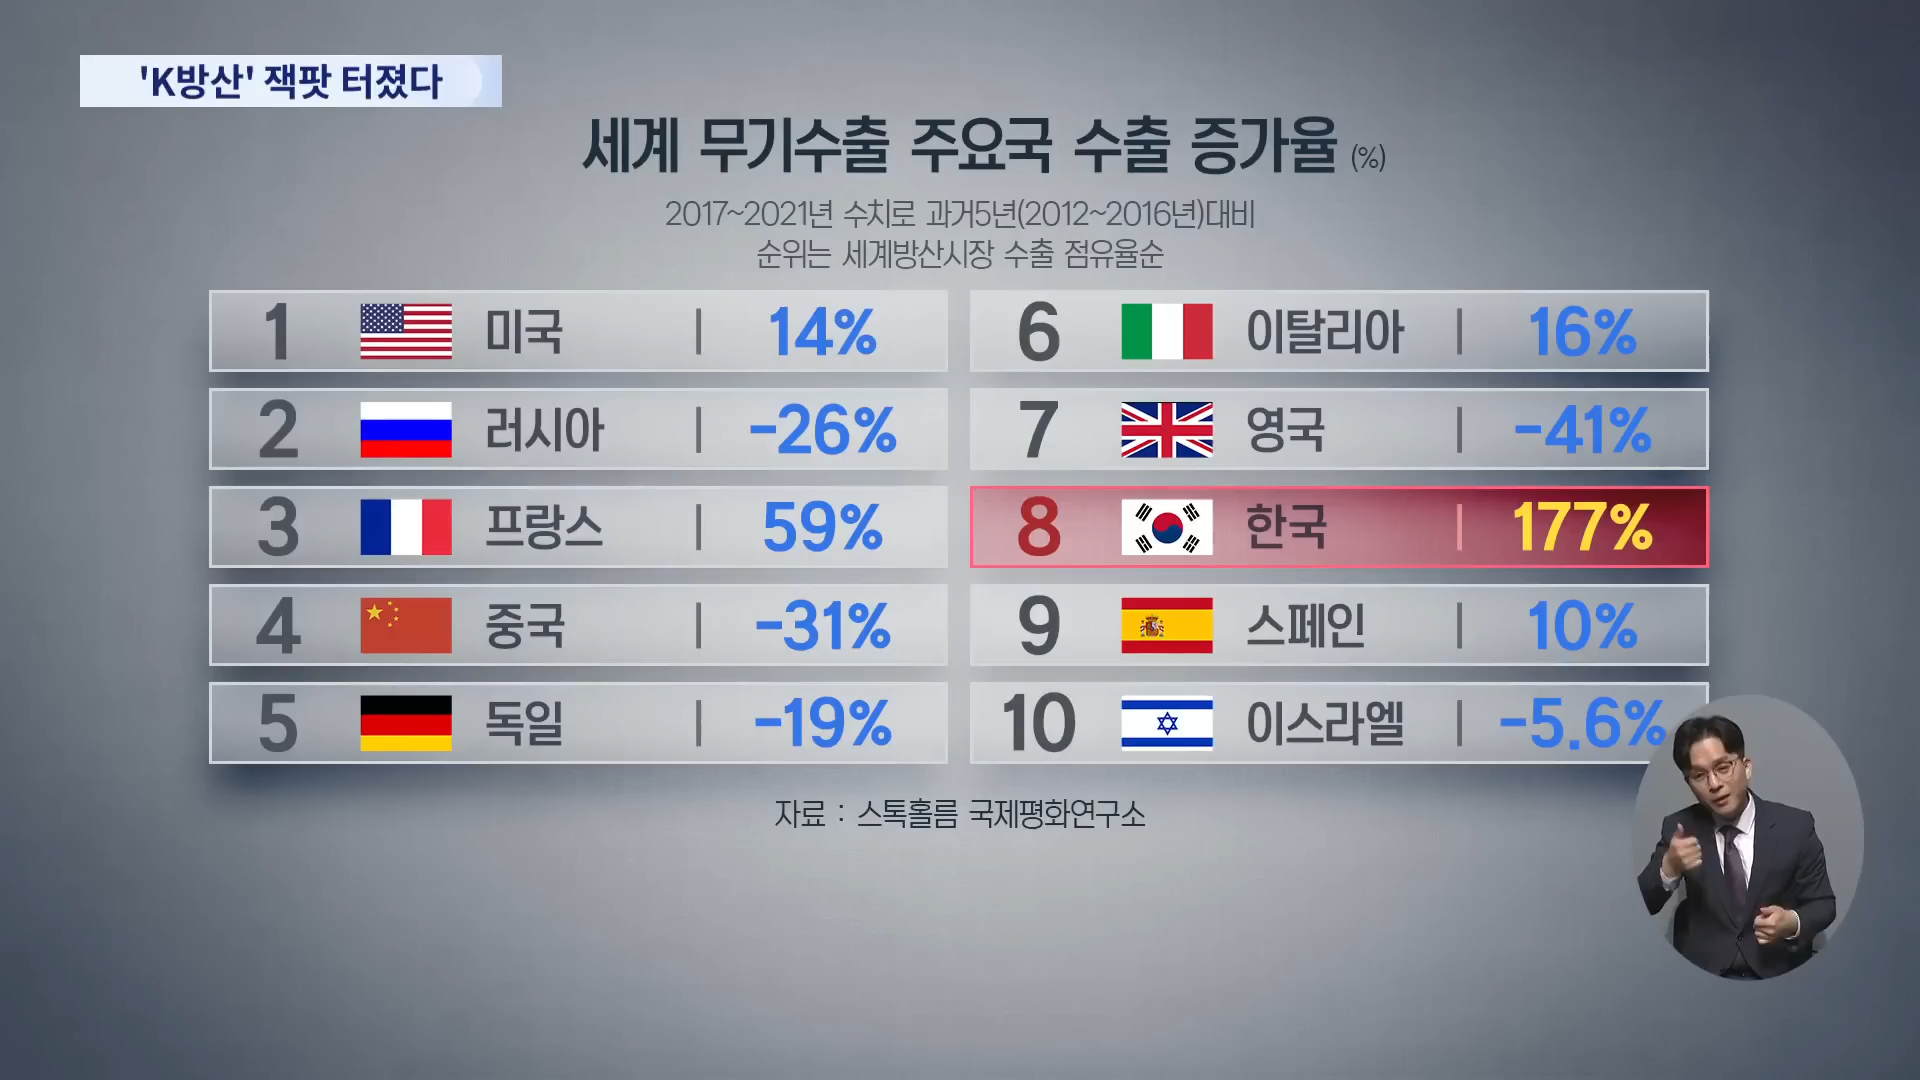 'K방산' 잭팟 터졌다
세계 무기수출 주요국 수출 증가율 (%)
2017~2021년 수치로 과거5년(2012~2016년)대비
순위는 세계방산시장 수출 점유율순
1 미국 | 14%
2 러시아 | -26%
3 프랑스 | 59%
4 중국 | -31%
5 독일 | -19%
6 이탈리아 | 16%
7 영국 | -41%
8 한국 | 177%
9 스페인 | 10%
10 이스라엘 | -5.6%
자료 : 스톡홀름 국제평화연구소